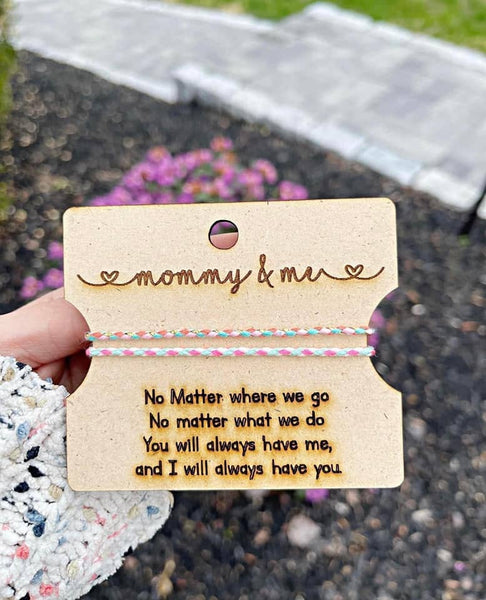 mommy & me
No Matter where we go
No matter what we do
You will always have me,
and I will always have you.